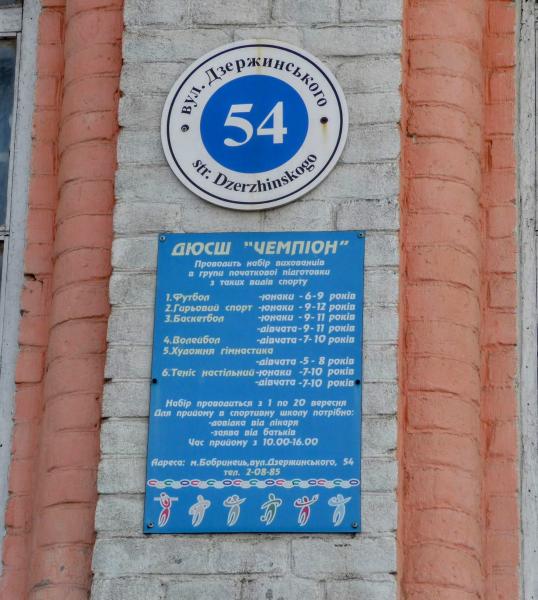 вул. Дзержинського
54
str. Dzerzhinskogo
ДЮСШ "ЧЕМПІОН"
Проводить набір вихованців
в групи початкової підготовки
з таких видів спорту
1.Футбол -юнаки - 6-9 років
2.Гирьовий спорт -юнаки - 9-12 років
3.Баскетбол -юнаки - 9-11 років
-дівчата-9-11 років
4.Волейбол -дівчата-7-10 років
5.Художня гімнастика
-дівчата-5-8 років
6.Теніс настільний -юнаки -7-10 років
-дівчата-7-10 років
Набір проводиться з 1 по 20 вересня
Для прийому в спортивну школу потрібно:
-довідка від лікаря
-заява від батьків
Час прийому з 10.00-16.00
Адреса: м.Бобринець,вул.Дзержинського, 54
тел. 2-08-85